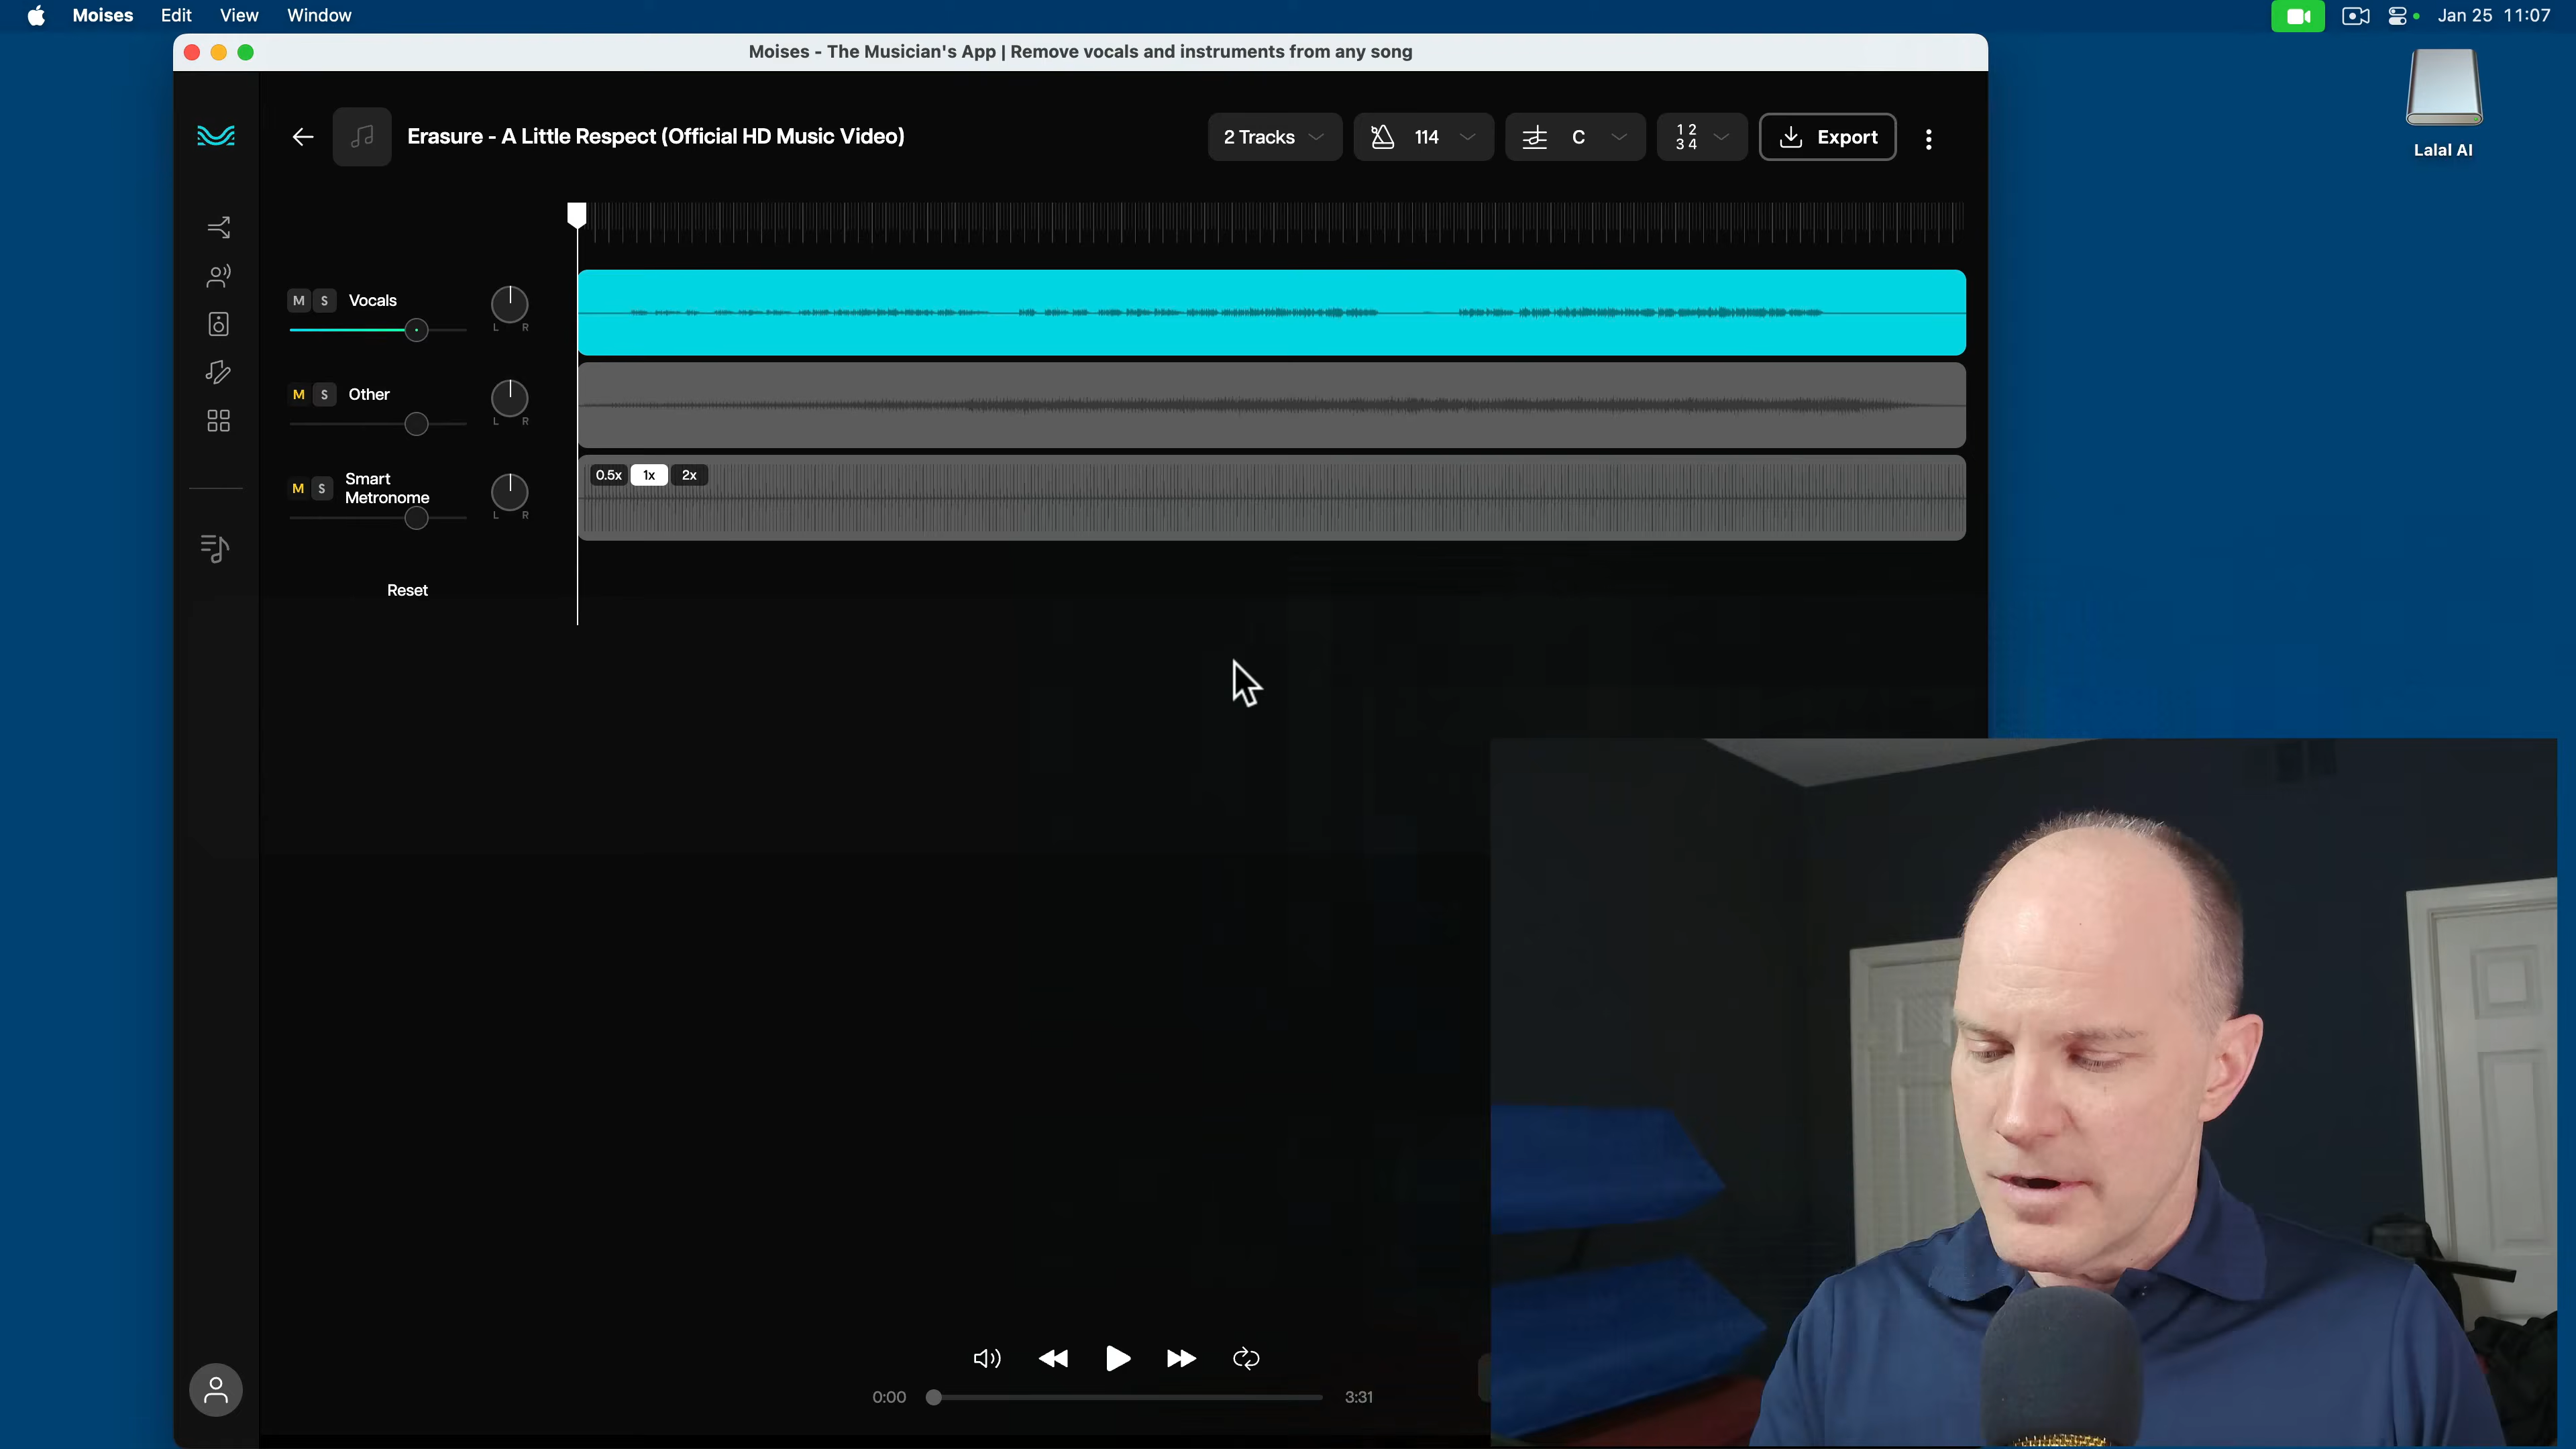 Moises Edit View Window
Jan 25 11:07
Moises - The Musician's App | Remove vocals and instruments from any song
Lalal AI
Erasure - A Little Respect (Official HD Music Video)
2 Tracks
114
C
1 2
3 4
Export
M S Vocals
L R
M S Other
L R
M S Smart
Metronome
L R
0.5x 1x 2x
Reset
0:00
3:31